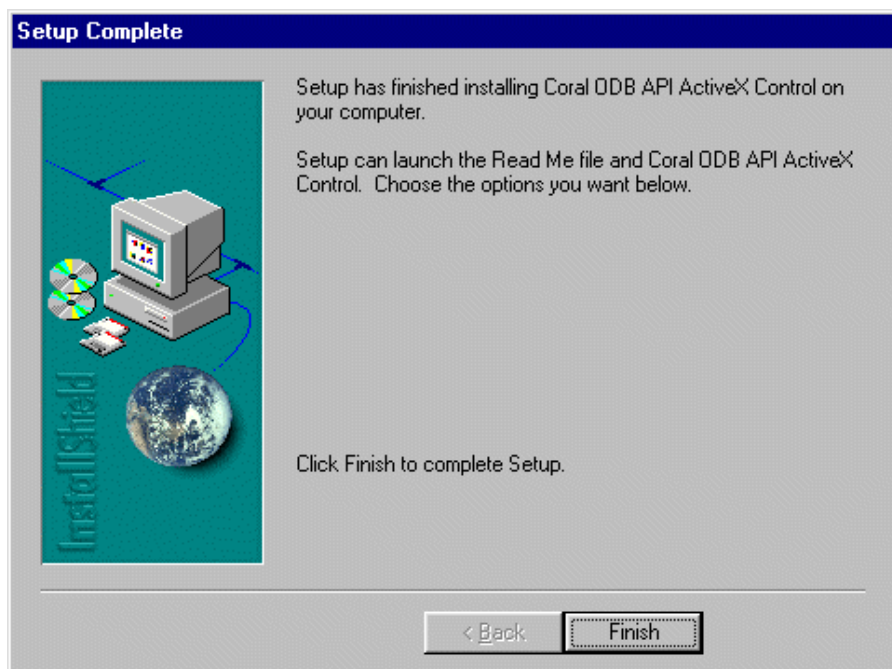 Setup Complete
Setup has finished installing Coral ODB API ActiveX Control on
your computer.
Setup can launch the Read Me file and Coral ODB API ActiveX
Control.  Choose the options you want below.
InstallShield
Click Finish to complete Setup.
< Back
Finish